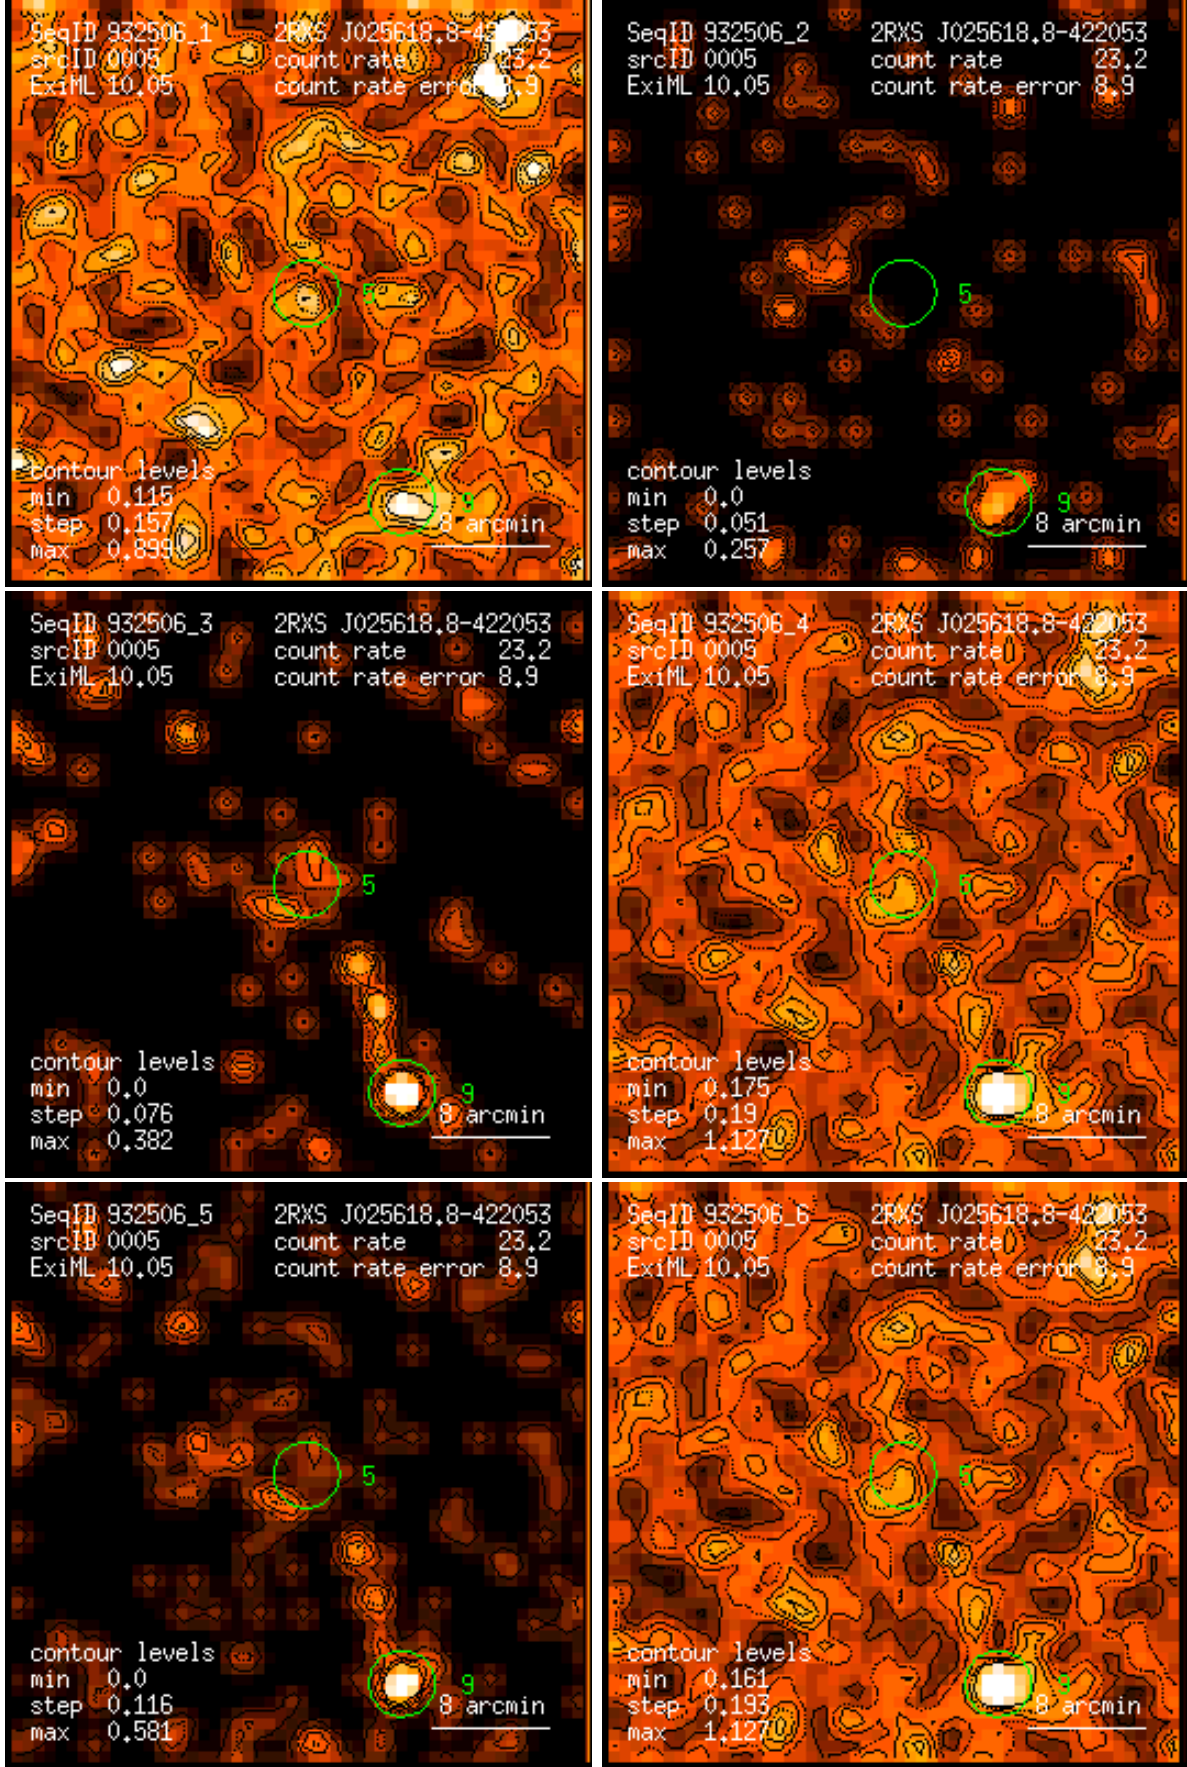 SeqID 932506_1 2RXS J025618.8-422053
srcID 0005 count rate 23.2
ExiML 10.05 count rate error 8.9
5
contour levels
min 0.115
step 0.157
max 0.899
9
8 arcmin
SeqID 932506_2 2RXS J025618.8-422053
srcID 0005 count rate 23.2
ExiML 10.05 count rate error 8.9
5
contour levels
min 0.0
step 0.051
max 0.257
9
8 arcmin
SeqID 932506_3 2RXS J025618.8-422053
srcID 0005 count rate 23.2
ExiML 10.05 count rate error 8.9
5
contour levels
min 0.0
step 0.076
max 0.382
9
8 arcmin
SeqID 932506_4 2RXS J025618.8-422053
srcID 0005 count rate 23.2
ExiML 10.05 count rate error 8.9
5
contour levels
min 0.175
step 0.19
max 1.127
9
8 arcmin
SeqID 932506_5 2RXS J025618.8-422053
srcID 0005 count rate 23.2
ExiML 10.05 count rate error 8.9
5
contour levels
min 0.0
step 0.116
max 0.581
9
8 arcmin
SeqID 932506_6 2RXS J025618.8-422053
srcID 0005 count rate 23.2
ExiML 10.05 count rate error 8.9
5
contour levels
min 0.161
step 0.193
max 1.127
9
8 arcmin